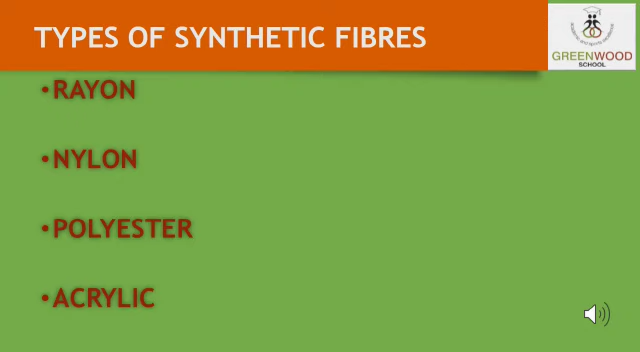 TYPES OF SYNTHETIC FIBRES
GREENWOOD
SCHOOL
•RAYON
•NYLON
•POLYESTER
•ACRYLIC